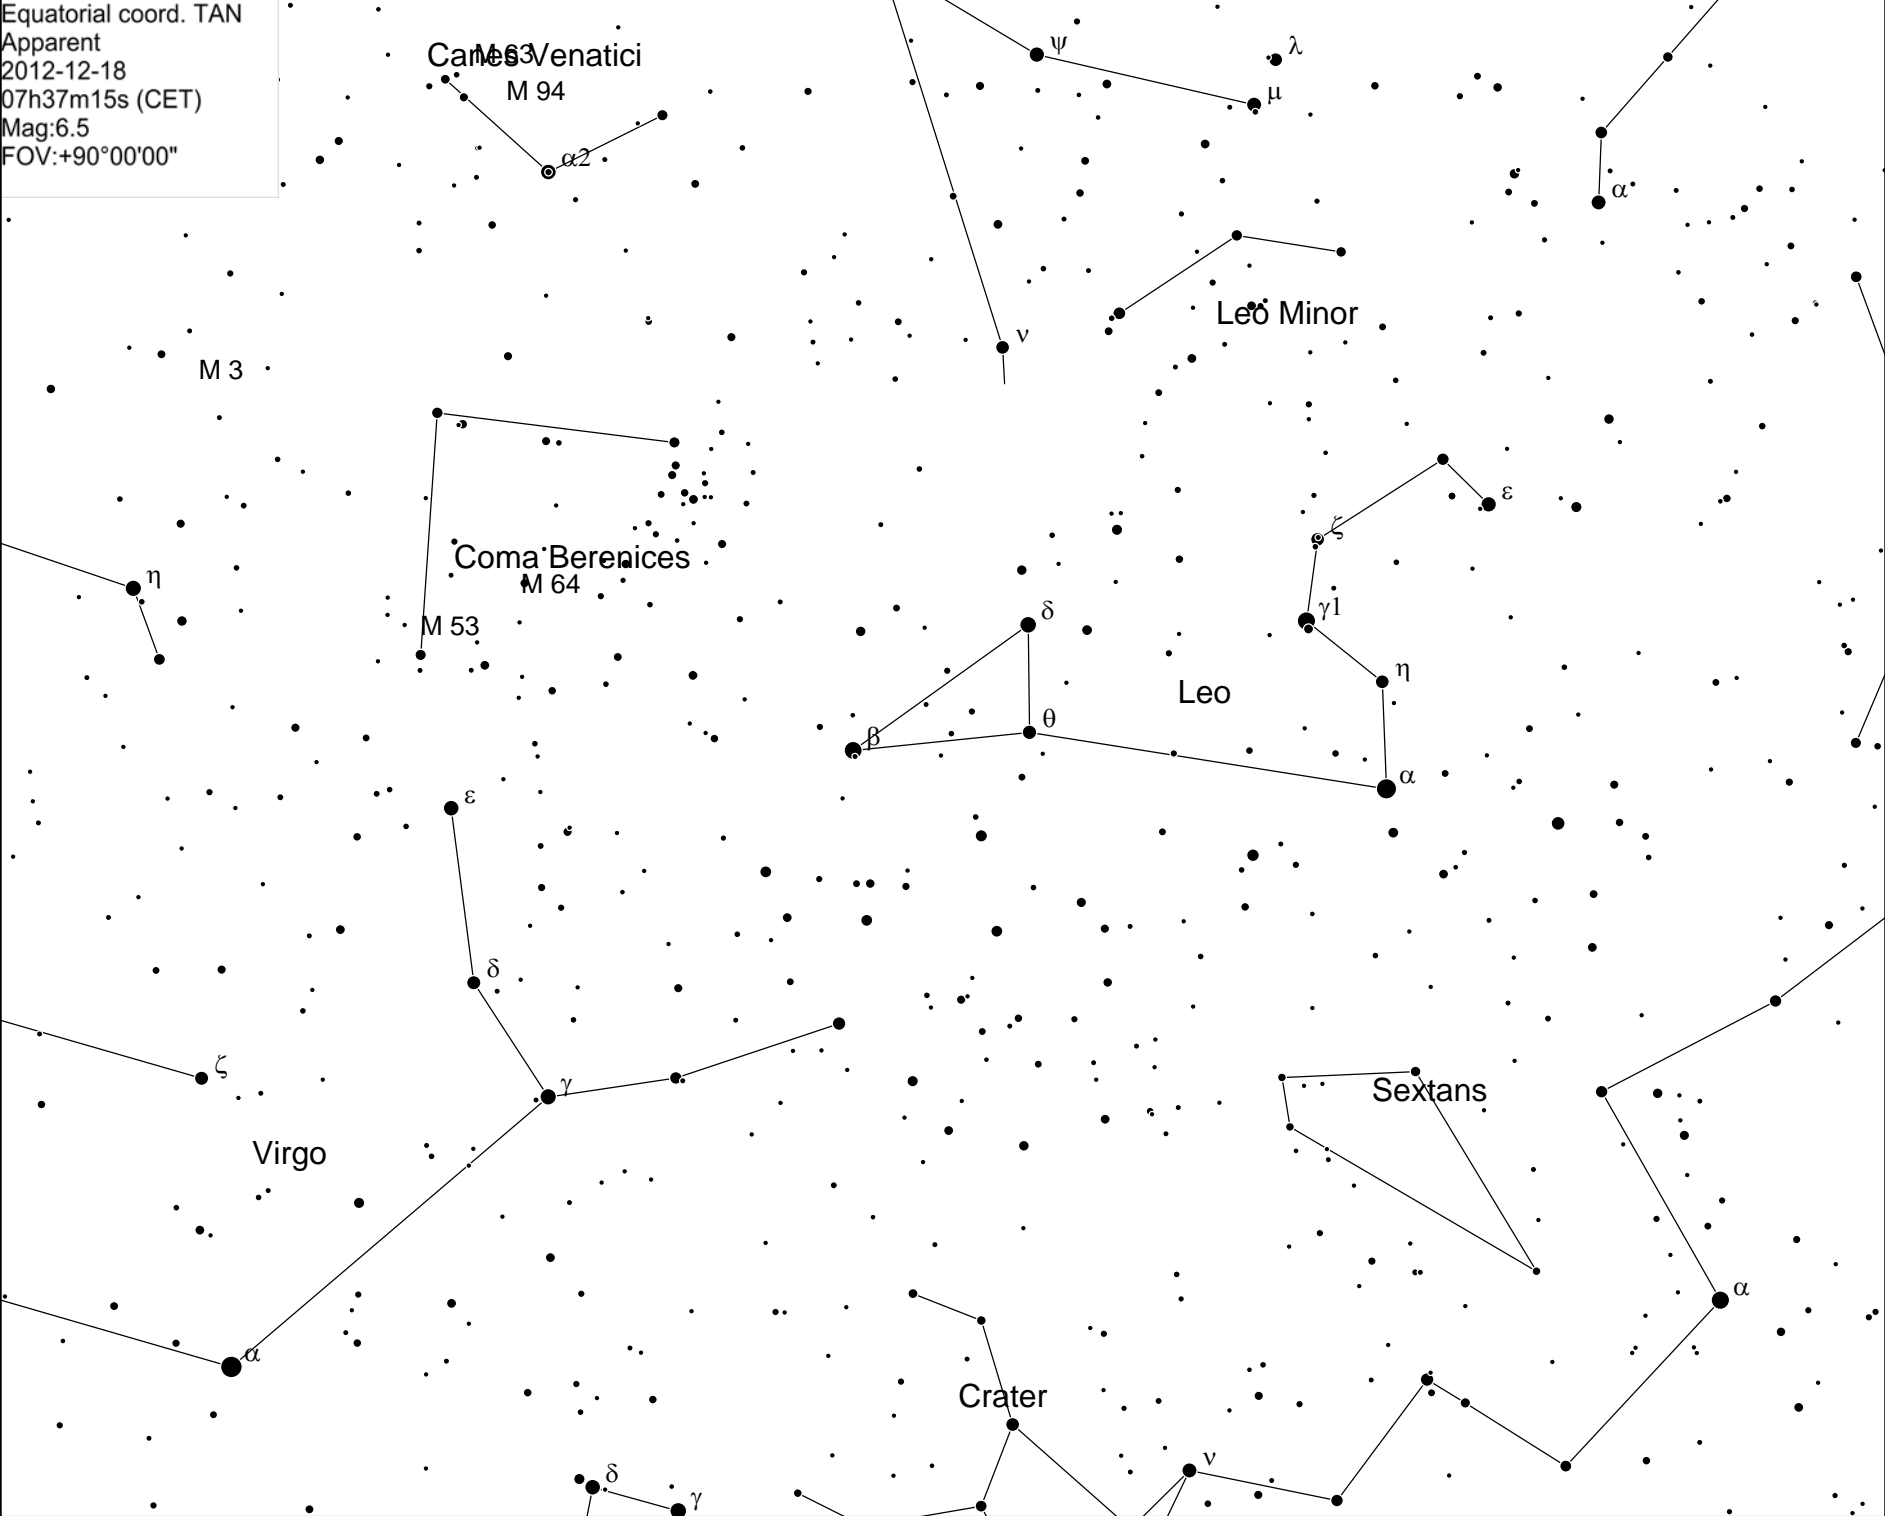 Equatorial coord. TAN
Apparent
2012-12-18
07h37m15s (CET)
Mag:6.5
FOV:+90°00'00"
ψ
λ
Canes Venatici
M 63
M 94
μ
α2
α
Leo Minor
ν
M 3
ε
ζ
Coma Berenices
M 64
η
γ1
δ
M 53
η
Leo
θ
β
α
ε
δ
ζ
γ
Sextans
Virgo
α
α
Crater
ν
δ
γ